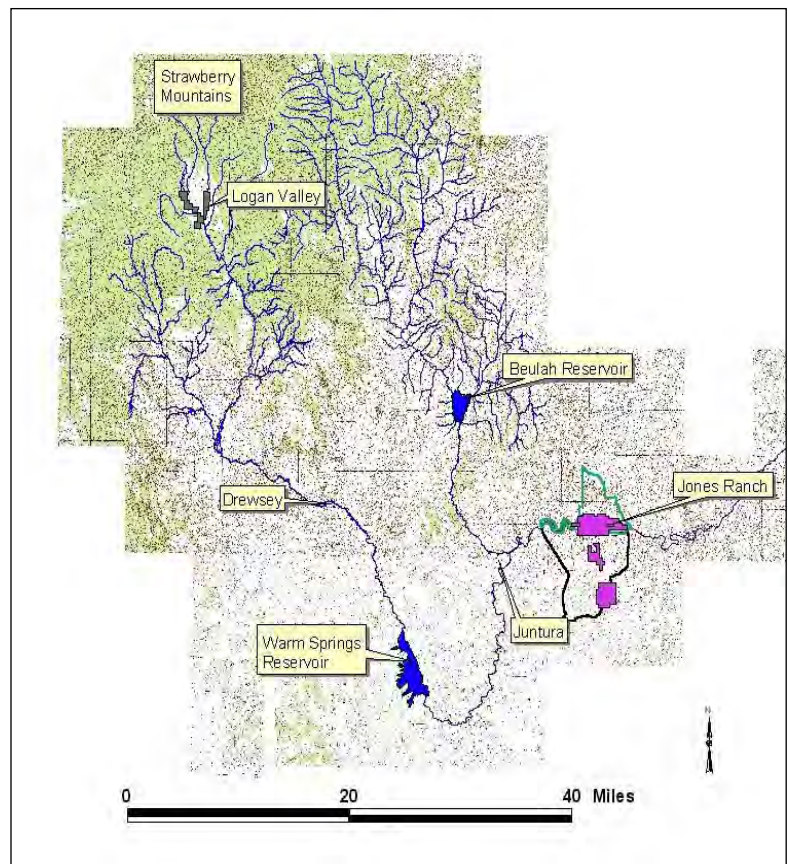 Strawberry
Mountains
Logan Valley
Beulah Reservoir
Jones Ranch
Drewsey
Juntura
Warm Springs
Reservoir
N
0 20 40 Miles